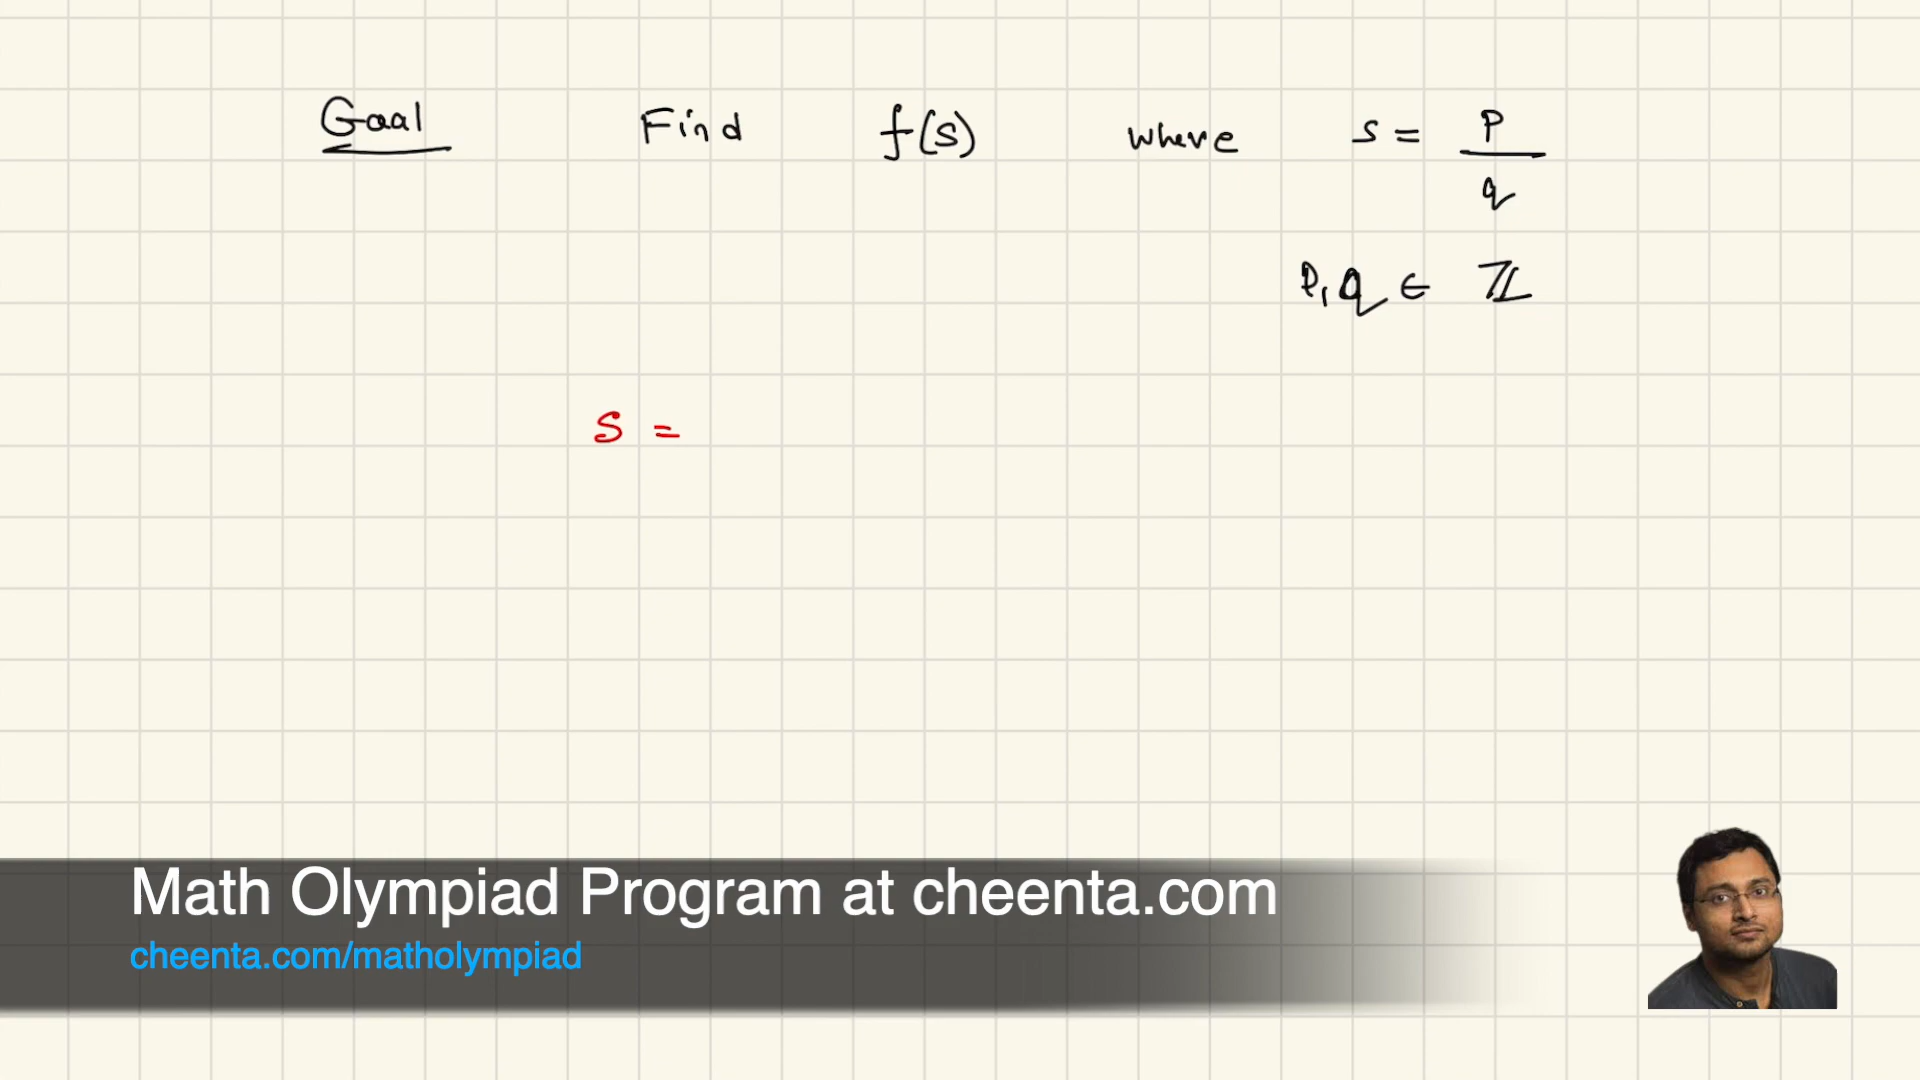 Goal Find f(s) where s = p/q
p, q ∈ ℤ
s =
Math Olympiad Program at cheenta.com
cheenta.com/matholympiad